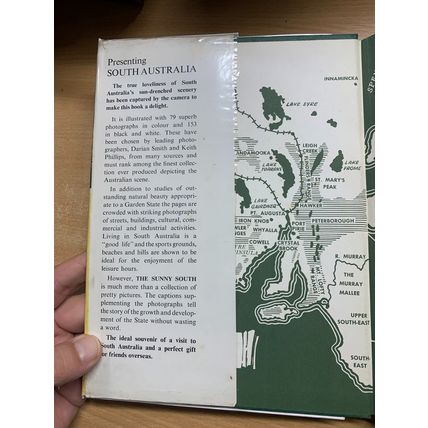 Presenting
SOUTH AUSTRALIA
The true loveliness of South
Australia's sun-drenched scenery
has been captured by the camera to
make this book a delight.
It is illustrated with 79 superb
photographs in colour and 153
in black and white. These have
been chosen by leading photo-
graphers, Darian Smith and Keith
Phillips, from many sources and
must rank among the finest collection
ever produced depicting the
Australian scene.
In addition to studies of out-
standing natural beauty appropri-
ate to a Garden State the pages are
crowded with striking photographs of
streets, buildings, cultural, com-
mercial and industrial activities.
Living in South Australia is a
"good life" and the sports grounds,
beaches and hills are shown to be
ideal for the enjoyment of the
leisure hours.
However, THE SUNNY SOUTH
is much more than a collection of
pretty pictures. The captions sup-
plementing the photographs tell
the story of the growth and develop-
ment of the State without wasting
a word.
The ideal souvenir of a visit to
South Australia and a perfect gift
for friends overseas.
INNAMINCKA
LAKE EYRE
LEIGH
CREEK
ANDAMOOKA
LAKE
TORRENS
LAKE
FROME
ST. MARY'S
PEAK
LAKE
GAIRDNER
HAWKER
PT. AUGUSTA
IRON KNOB
PORT
PIRIE
PETERBOROUGH
WHYALLA
COWELL
CRYSTAL
BROOK
R. MURRAY
THE
MURRAY
MALLEE
UPPER
SOUTH-EAST
SOUTH-
EAST